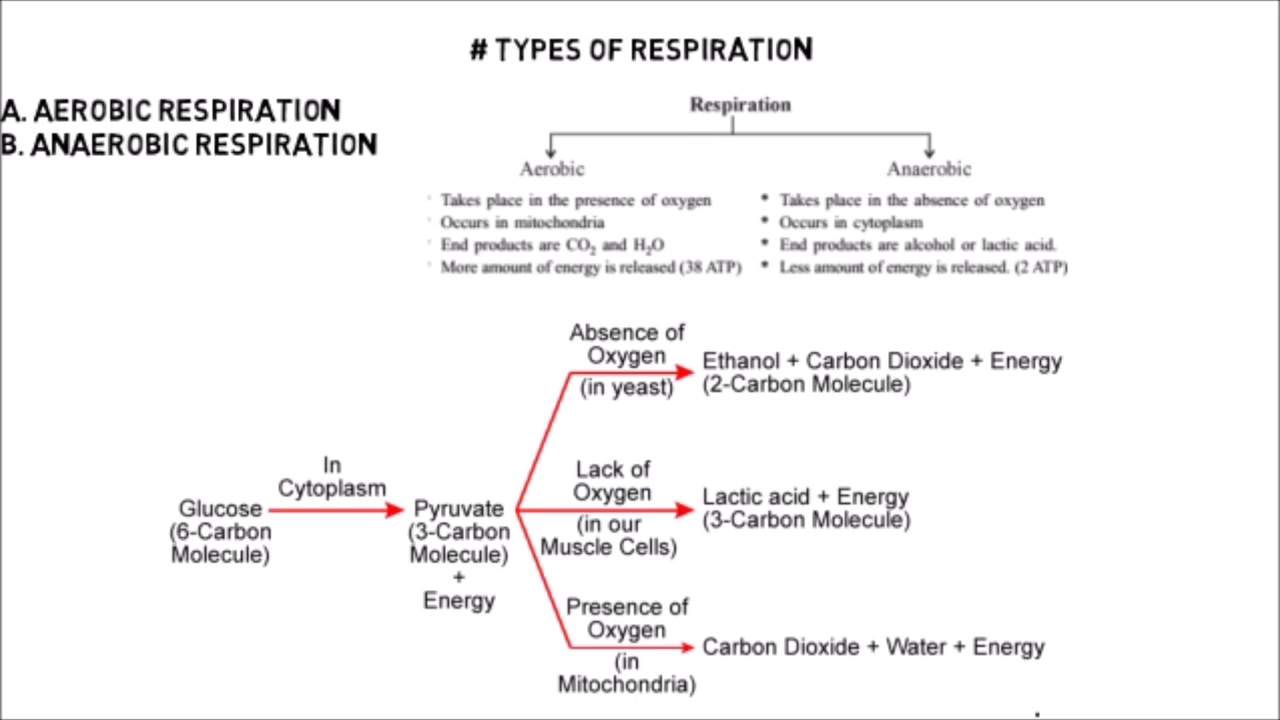 # TYPES OF RESPIRATION
A. AEROBIC RESPIRATION
B. ANAEROBIC RESPIRATION
Respiration
Aerobic
Takes place in the presence of oxygen
Occurs in mitochondria
End products are CO₂ and H₂O
More amount of energy is released (38 ATP)
Anaerobic
• Takes place in the absence of oxygen
• Occurs in cytoplasm
• End products are alcohol or lactic acid.
• Less amount of energy is released. (2 ATP)
Glucose
(6-Carbon
Molecule)
In
Cytoplasm
Pyruvate
(3-Carbon
Molecule)
+
Energy
Absence of
Oxygen
(in yeast)
Ethanol + Carbon Dioxide + Energy
(2-Carbon Molecule)
Lack of
Oxygen
(in our
Muscle Cells)
Lactic acid + Energy
(3-Carbon Molecule)
Presence of
Oxygen
(in
Mitochondria)
Carbon Dioxide + Water + Energy